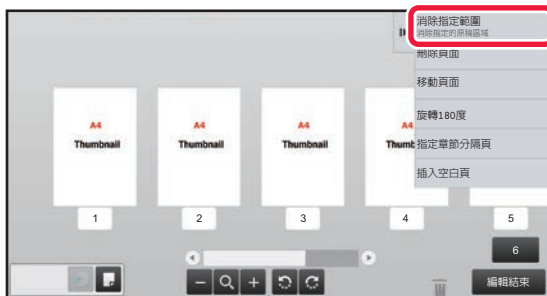 消除指定範圍
消除指定的原稿區域
刪除頁面
移動頁面
旋轉180度
指定章節分隔頁
插入空白頁
A4
Thumbnail
A4
Thumbnail
A4
Thumbnail
A4
Thumb
1
2
3
4
5
6
編輯結束